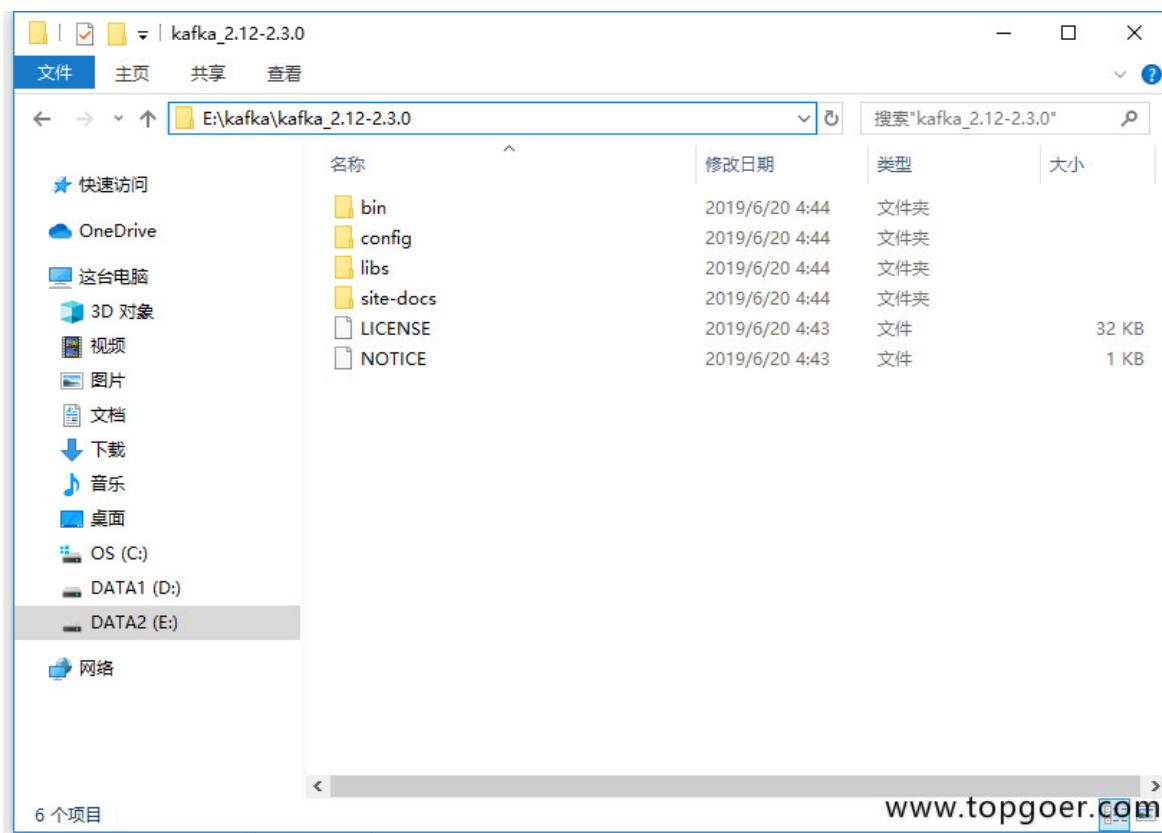 kafka_2.12-2.3.0
文件 主页 共享 查看
E:\kafka\kafka_2.12-2.3.0 搜索"kafka_2.12-2.3.0"
名称 修改日期 类型 大小
快速访问
OneDrive
这台电脑
3D 对象
视频
图片
文档
下载
音乐
桌面
OS (C:)
DATA1 (D:)
DATA2 (E:)
网络
bin 2019/6/20 4:44 文件夹
config 2019/6/20 4:44 文件夹
libs 2019/6/20 4:44 文件夹
site-docs 2019/6/20 4:44 文件夹
LICENSE 2019/6/20 4:43 文件 32 KB
NOTICE 2019/6/20 4:43 文件 1 KB
6 个项目
www.topgoer.com